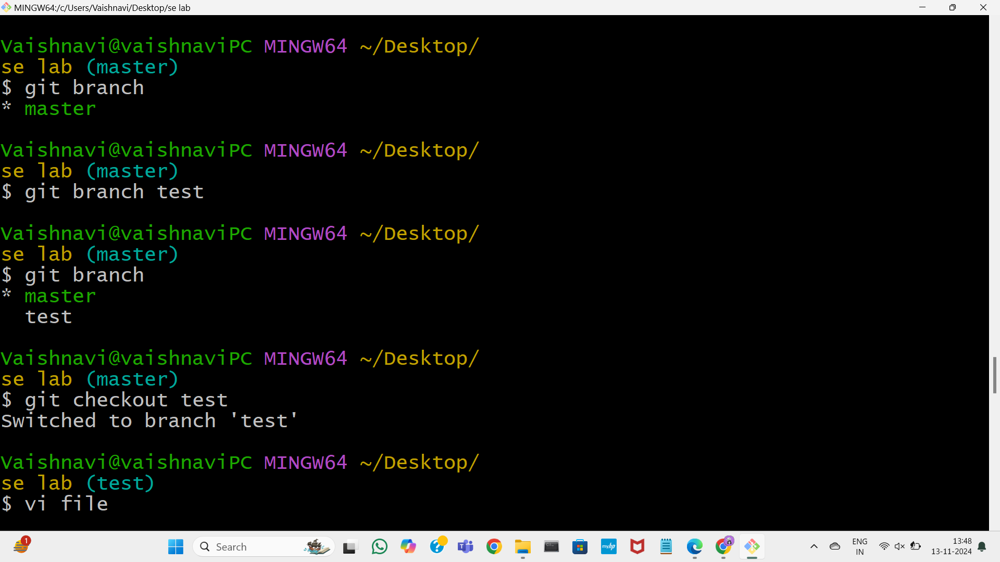 MINGW64:/c/Users/Vaishnavi/Desktop/se lab
Vaishnavi@vaishnaviPC MINGW64 ~/Desktop/
se lab (master)
$ git branch
* master
Vaishnavi@vaishnaviPC MINGW64 ~/Desktop/
se lab (master)
$ git branch test
Vaishnavi@vaishnaviPC MINGW64 ~/Desktop/
se lab (master)
$ git branch
* master
  test
Vaishnavi@vaishnaviPC MINGW64 ~/Desktop/
se lab (master)
$ git checkout test
Switched to branch 'test'
Vaishnavi@vaishnaviPC MINGW64 ~/Desktop/
se lab (test)
$ vi file
1
Search
myhp
ENG
IN
13:48
13-11-2024